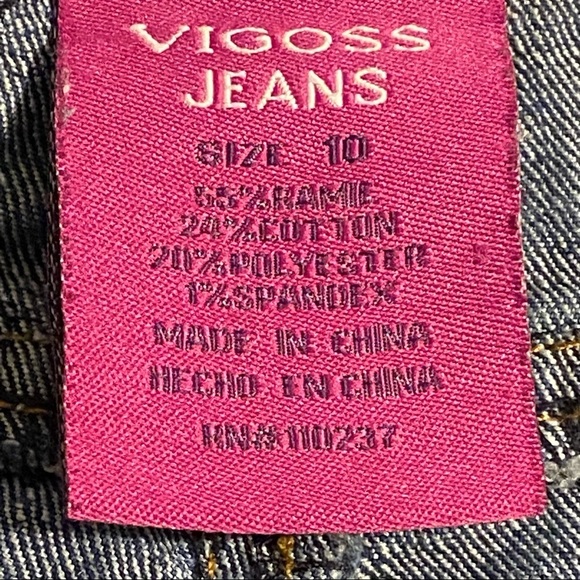 VIGOSS
JEANS
SIZE 10
55%RAMIE
24%COTTON
20%POLYESTER
1%SPANDEX
MADE IN CHINA
HECHO EN CHINA
RN#110237